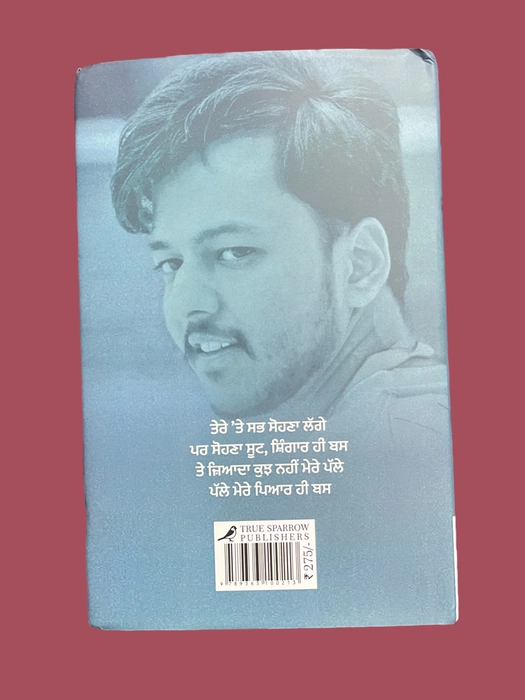 ਤੇਰੇ 'ਤੇ ਸਭ ਸੋਹਣਾ ਲੱਗੇ
ਪਰ ਸੋਹਣਾ ਸੂਟ, ਸ਼ਿੰਗਾਰ ਹੀ ਬਸ
ਤੇ ਜ਼ਿਆਦਾ ਕੁਝ ਨਹੀਂ ਮੇਰੇ ਪੱਲੇ
ਪੱਲੇ ਮੇਰੇ ਪਿਆਰ ਹੀ ਬਸ
TRUE SPARROW
PUBLISHERS
₹ 275/-